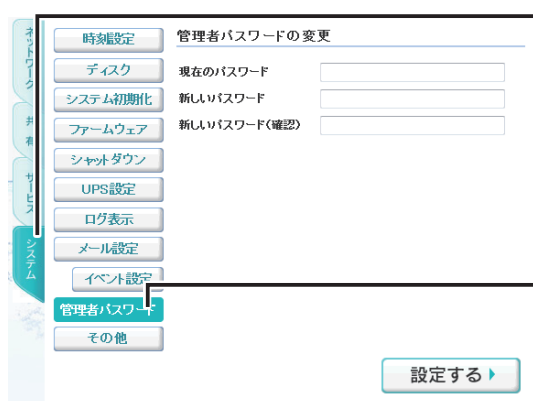 ネットワーク
共有
サービス
システム
時刻設定
ディスク
システム初期化
ファームウェア
シャットダウン
UPS設定
ログ表示
メール設定
イベント設定
管理者パスワード
その他
管理者パスワードの変更
現在のパスワード
新しいパスワード
新しいパスワード(確認)
設定する